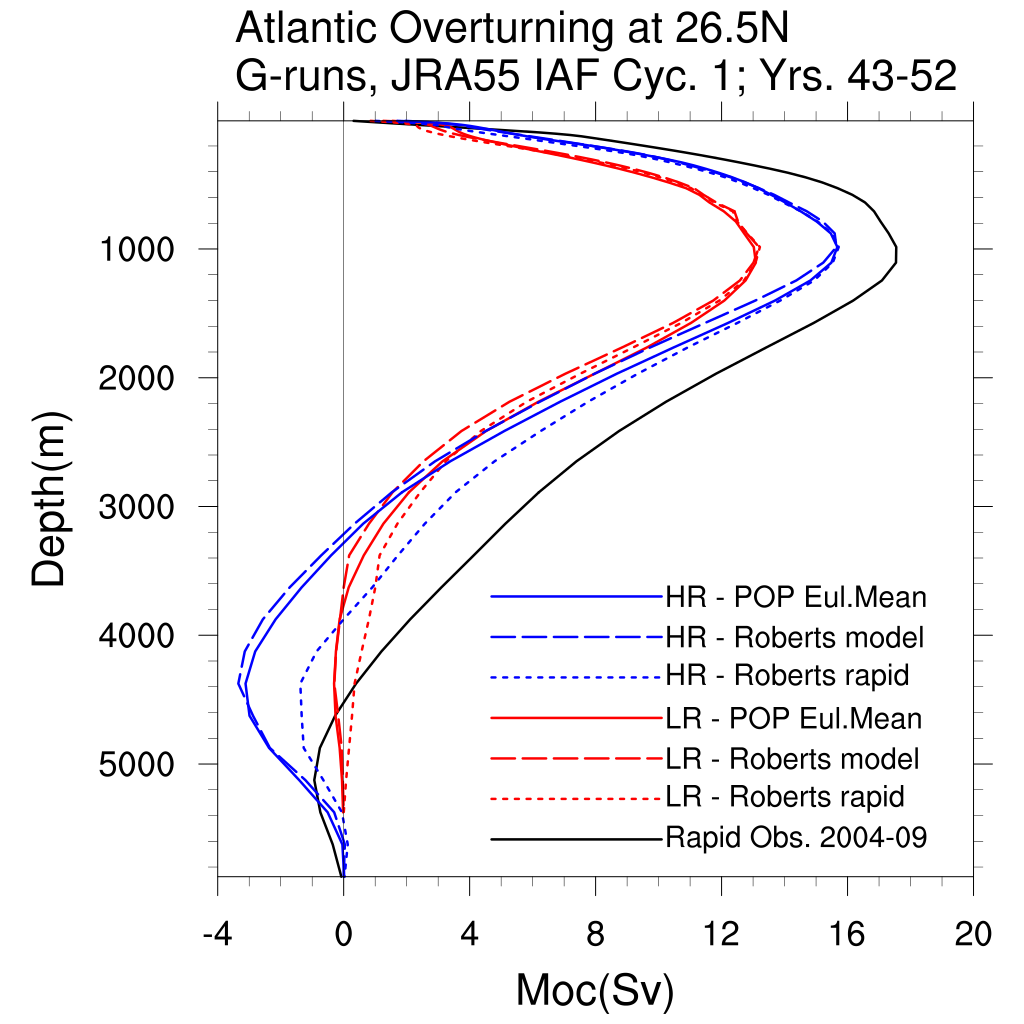 Atlantic Overturning at 26.5N
G-runs, JRA55 IAF Cyc. 1; Yrs. 43-52
1000
2000
3000
4000
5000
Depth(m)
HR - POP Eul.Mean
HR - Roberts model
HR - Roberts rapid
LR - POP Eul.Mean
LR - Roberts model
LR - Roberts rapid
Rapid Obs. 2004-09
-4 0 4 8 12 16 20
Moc(Sv)